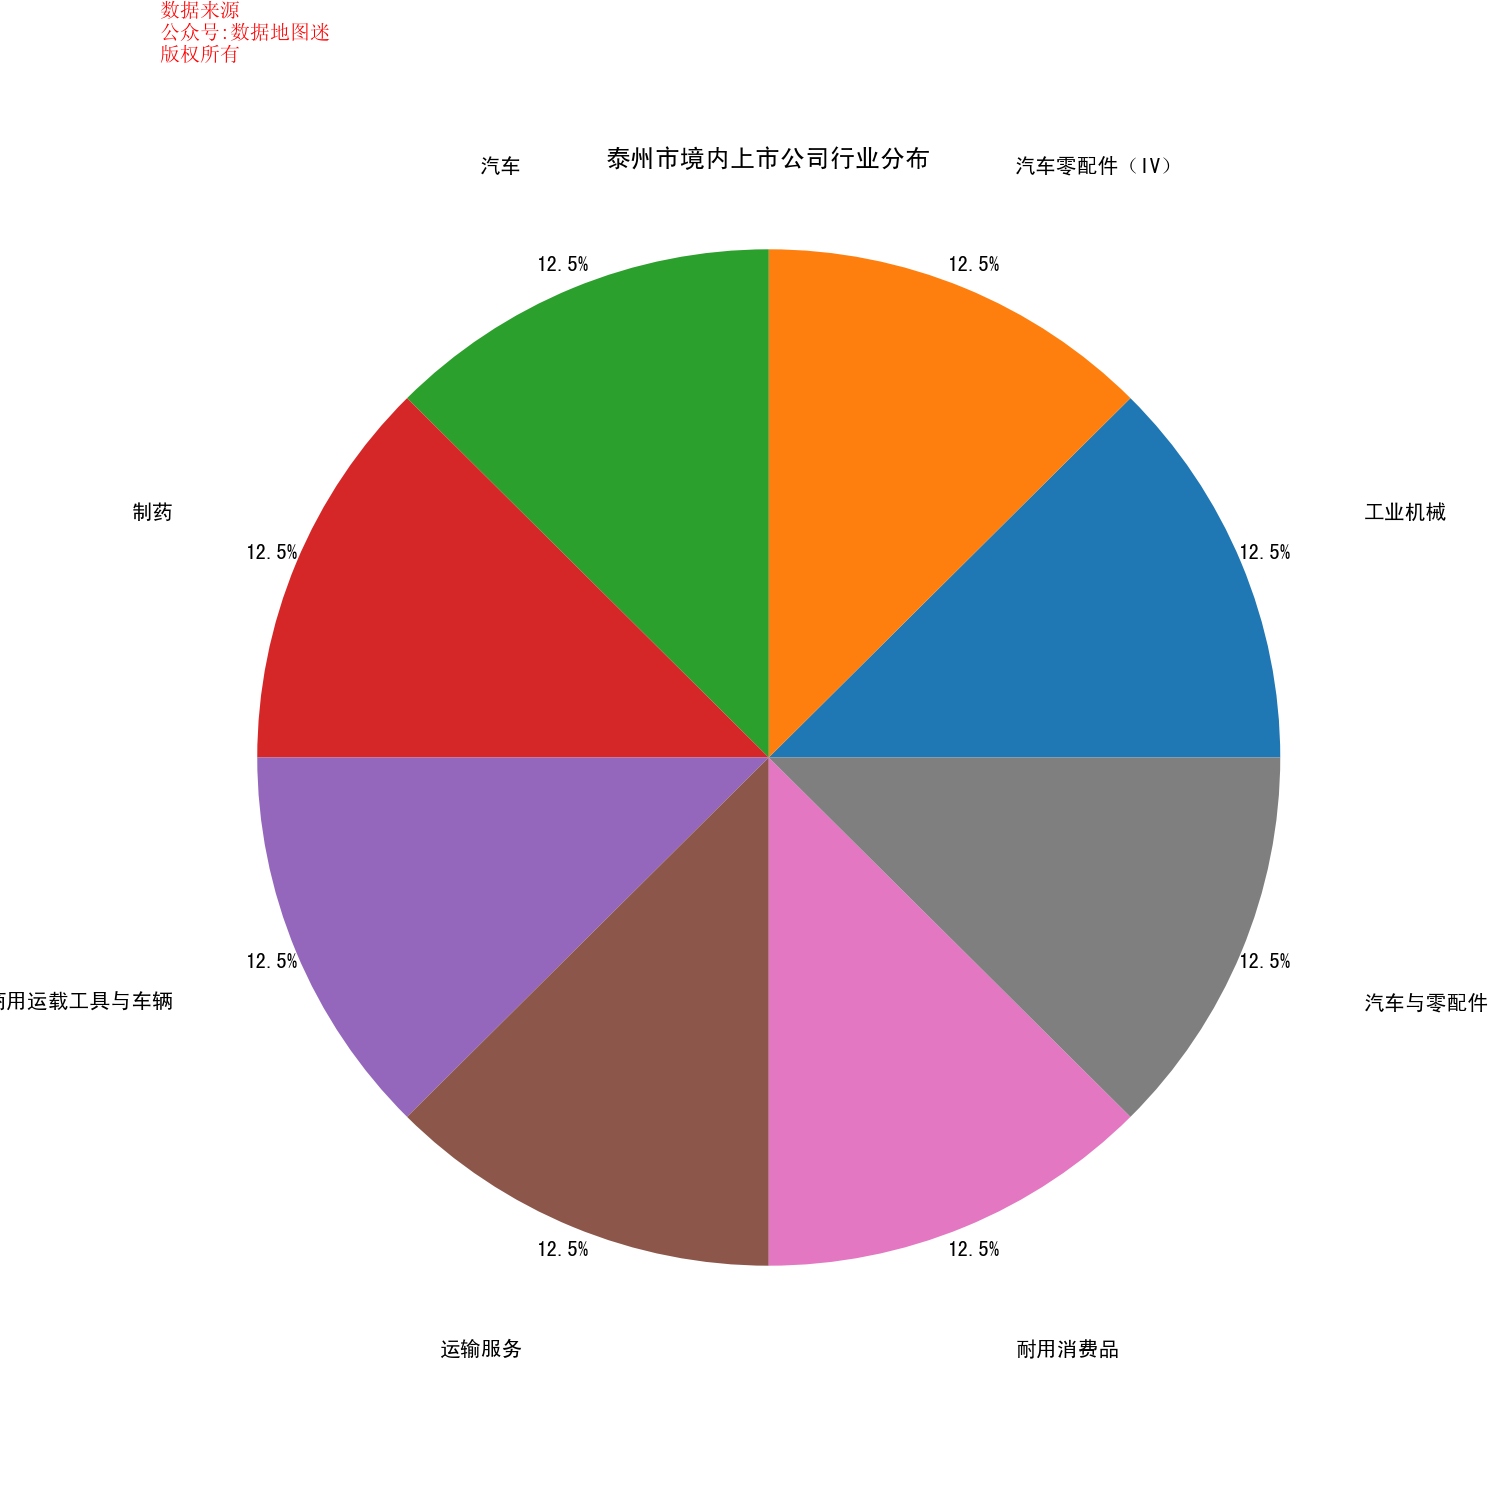 数据来源
公众号:数据地图迷
版权所有
泰州市境内上市公司行业分布
汽车
汽车零配件（IV）
12.5%
12.5%
制药
工业机械
12.5%
12.5%
12.5%
12.5%
用运载工具与车辆
汽车与零配件
12.5%
12.5%
运输服务
耐用消费品